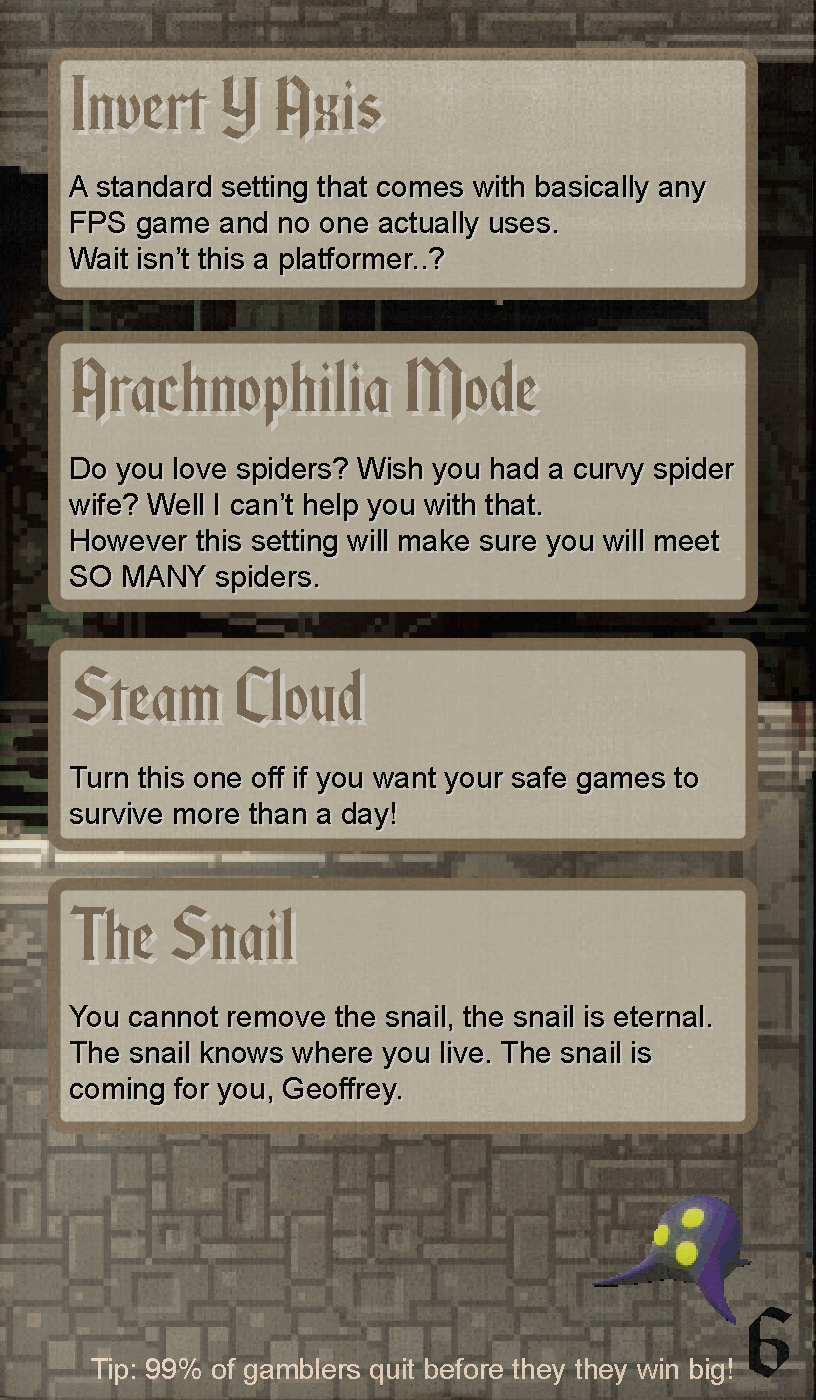 Invert Y Axis
A standard setting that comes with basically any
FPS game and no one actually uses.
Wait isn’t this a platformer..?
Arachnophilia Mode
Do you love spiders? Wish you had a curvy spider
wife? Well I can’t help you with that.
However this setting will make sure you will meet
SO MANY spiders.
Steam Cloud
Turn this one off if you want your safe games to
survive more than a day!
The Snail
You cannot remove the snail, the snail is eternal.
The snail knows where you live. The snail is
coming for you, Geoffrey.
6
Tip: 99% of gamblers quit before they they win big!